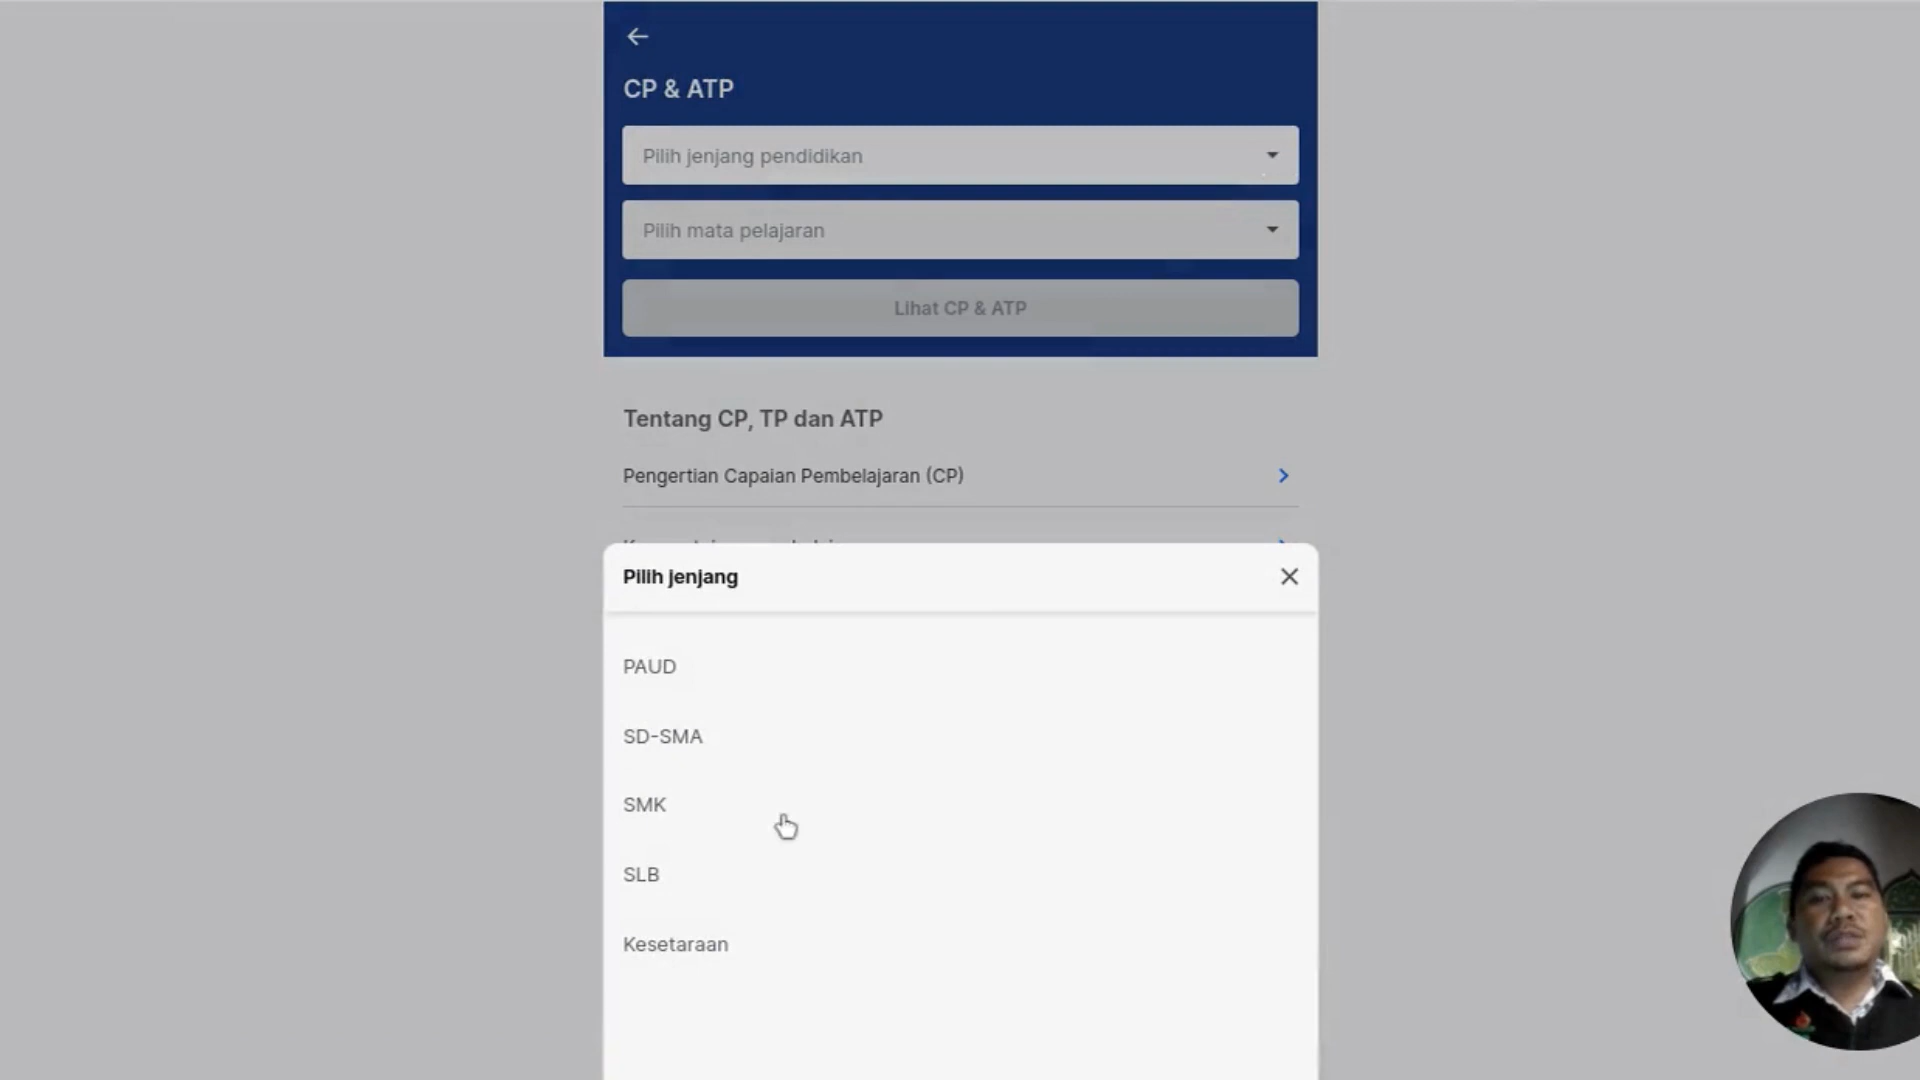 CP & ATP
Pilih jenjang pendidikan
Pilih mata pelajaran
Lihat CP & ATP
Tentang CP, TP dan ATP
Pengertian Capaian Pembelajaran (CP)
Pilih jenjang
PAUD
SD-SMA
SMK
SLB
Kesetaraan